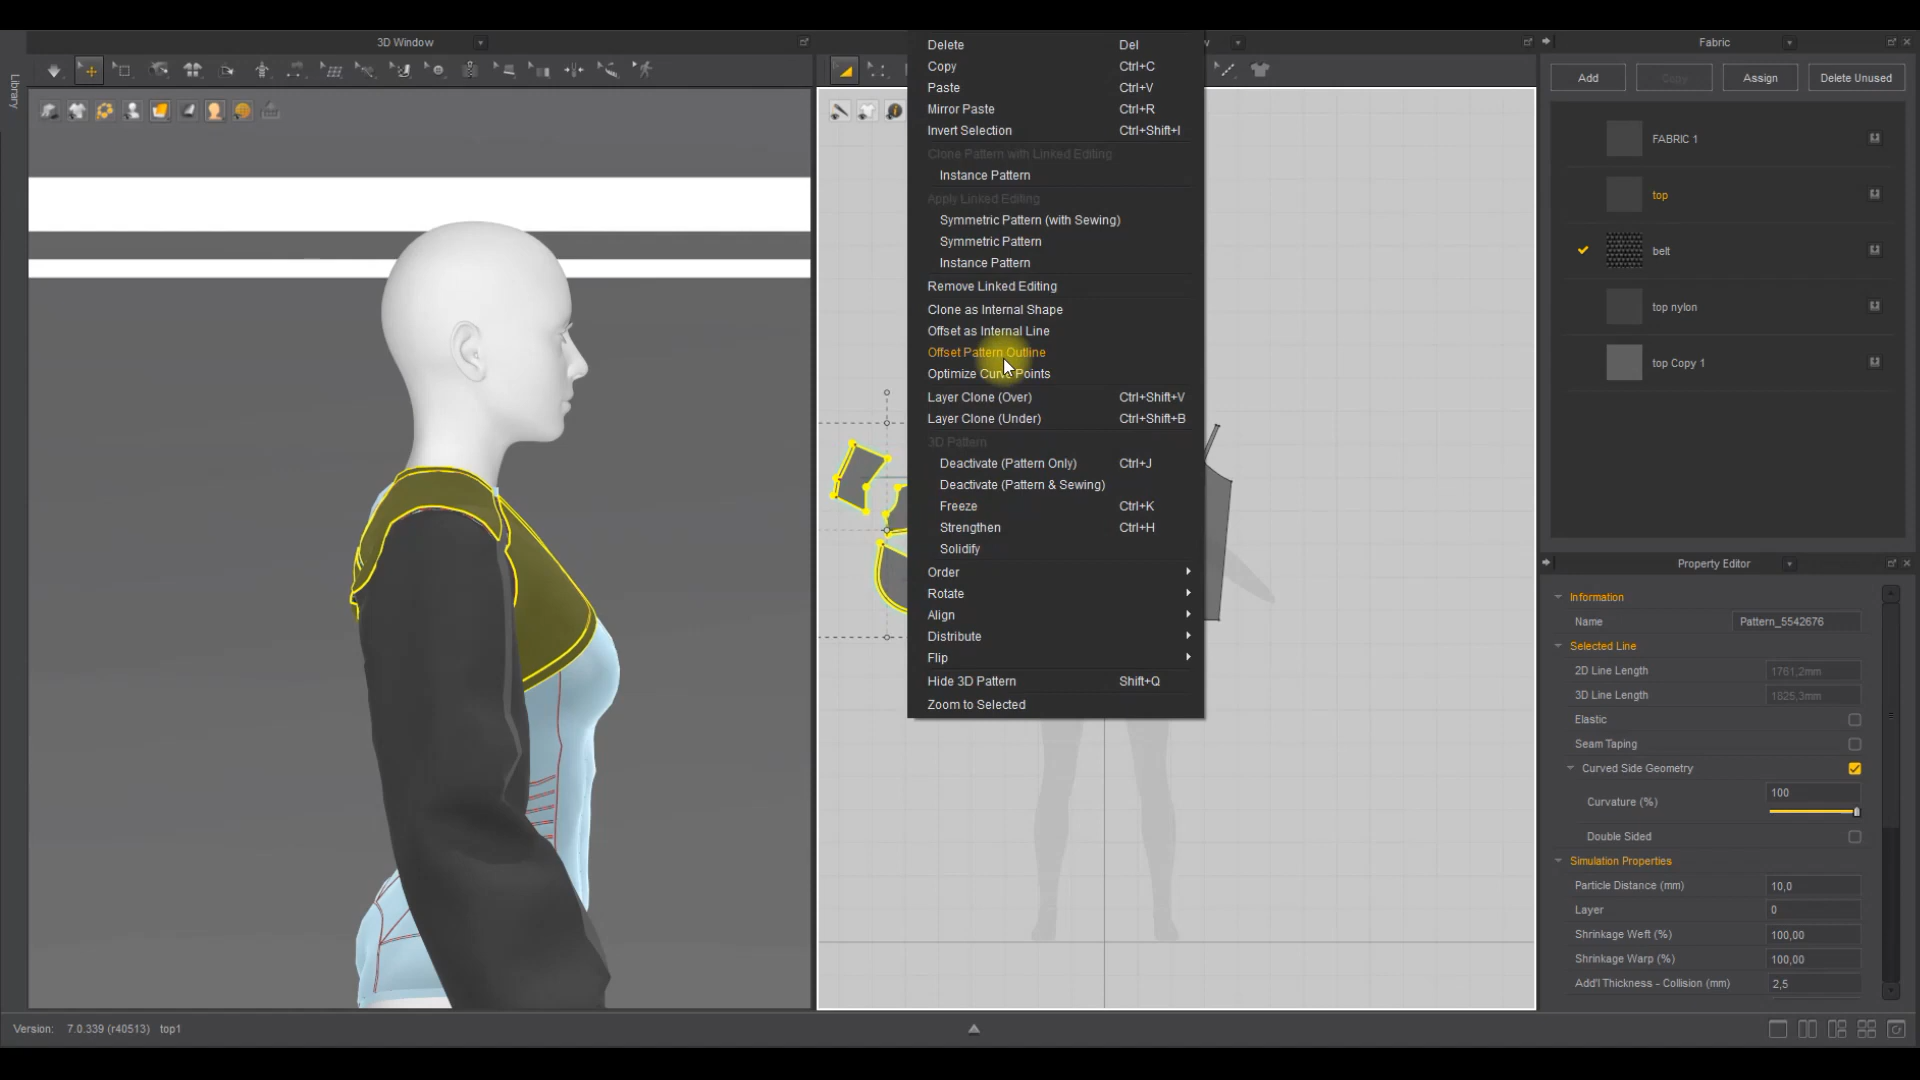 3D Window
w
Fabric
Library
Add
Copy
Assign
Delete Unused
Delete Del
Copy Ctrl+C
Paste Ctrl+V
Mirror Paste Ctrl+R
Invert Selection Ctrl+Shift+I
Clone Pattern with Linked Editing
Instance Pattern
Apply Linked Editing
Symmetric Pattern (with Sewing)
Symmetric Pattern
Instance Pattern
Remove Linked Editing
Clone as Internal Shape
Offset as Internal Line
Offset Pattern Outline
Optimize Curve Points
Layer Clone (Over) Ctrl+Shift+V
Layer Clone (Under) Ctrl+Shift+B
3D Pattern
Deactivate (Pattern Only) Ctrl+J
Deactivate (Pattern & Sewing)
Freeze Ctrl+K
Strengthen Ctrl+H
Solidify
Order
Rotate
Align
Distribute
Flip
Hide 3D Pattern Shift+Q
Zoom to Selected
FABRIC 1
top
belt
top nylon
top Copy 1
Property Editor
Information
Name Pattern_5542676
Selected Line
2D Line Length 1761,2mm
3D Line Length 1825,3mm
Elastic
Seam Taping
Curved Side Geometry
Curvature (%) 100
Double Sided
Simulation Properties
Particle Distance (mm) 10,0
Layer 0
Shrinkage Weft (%) 100,00
Shrinkage Warp (%) 100,00
Add'l Thickness - Collision (mm) 2,5
Version: 7.0.339 (r40513) top1